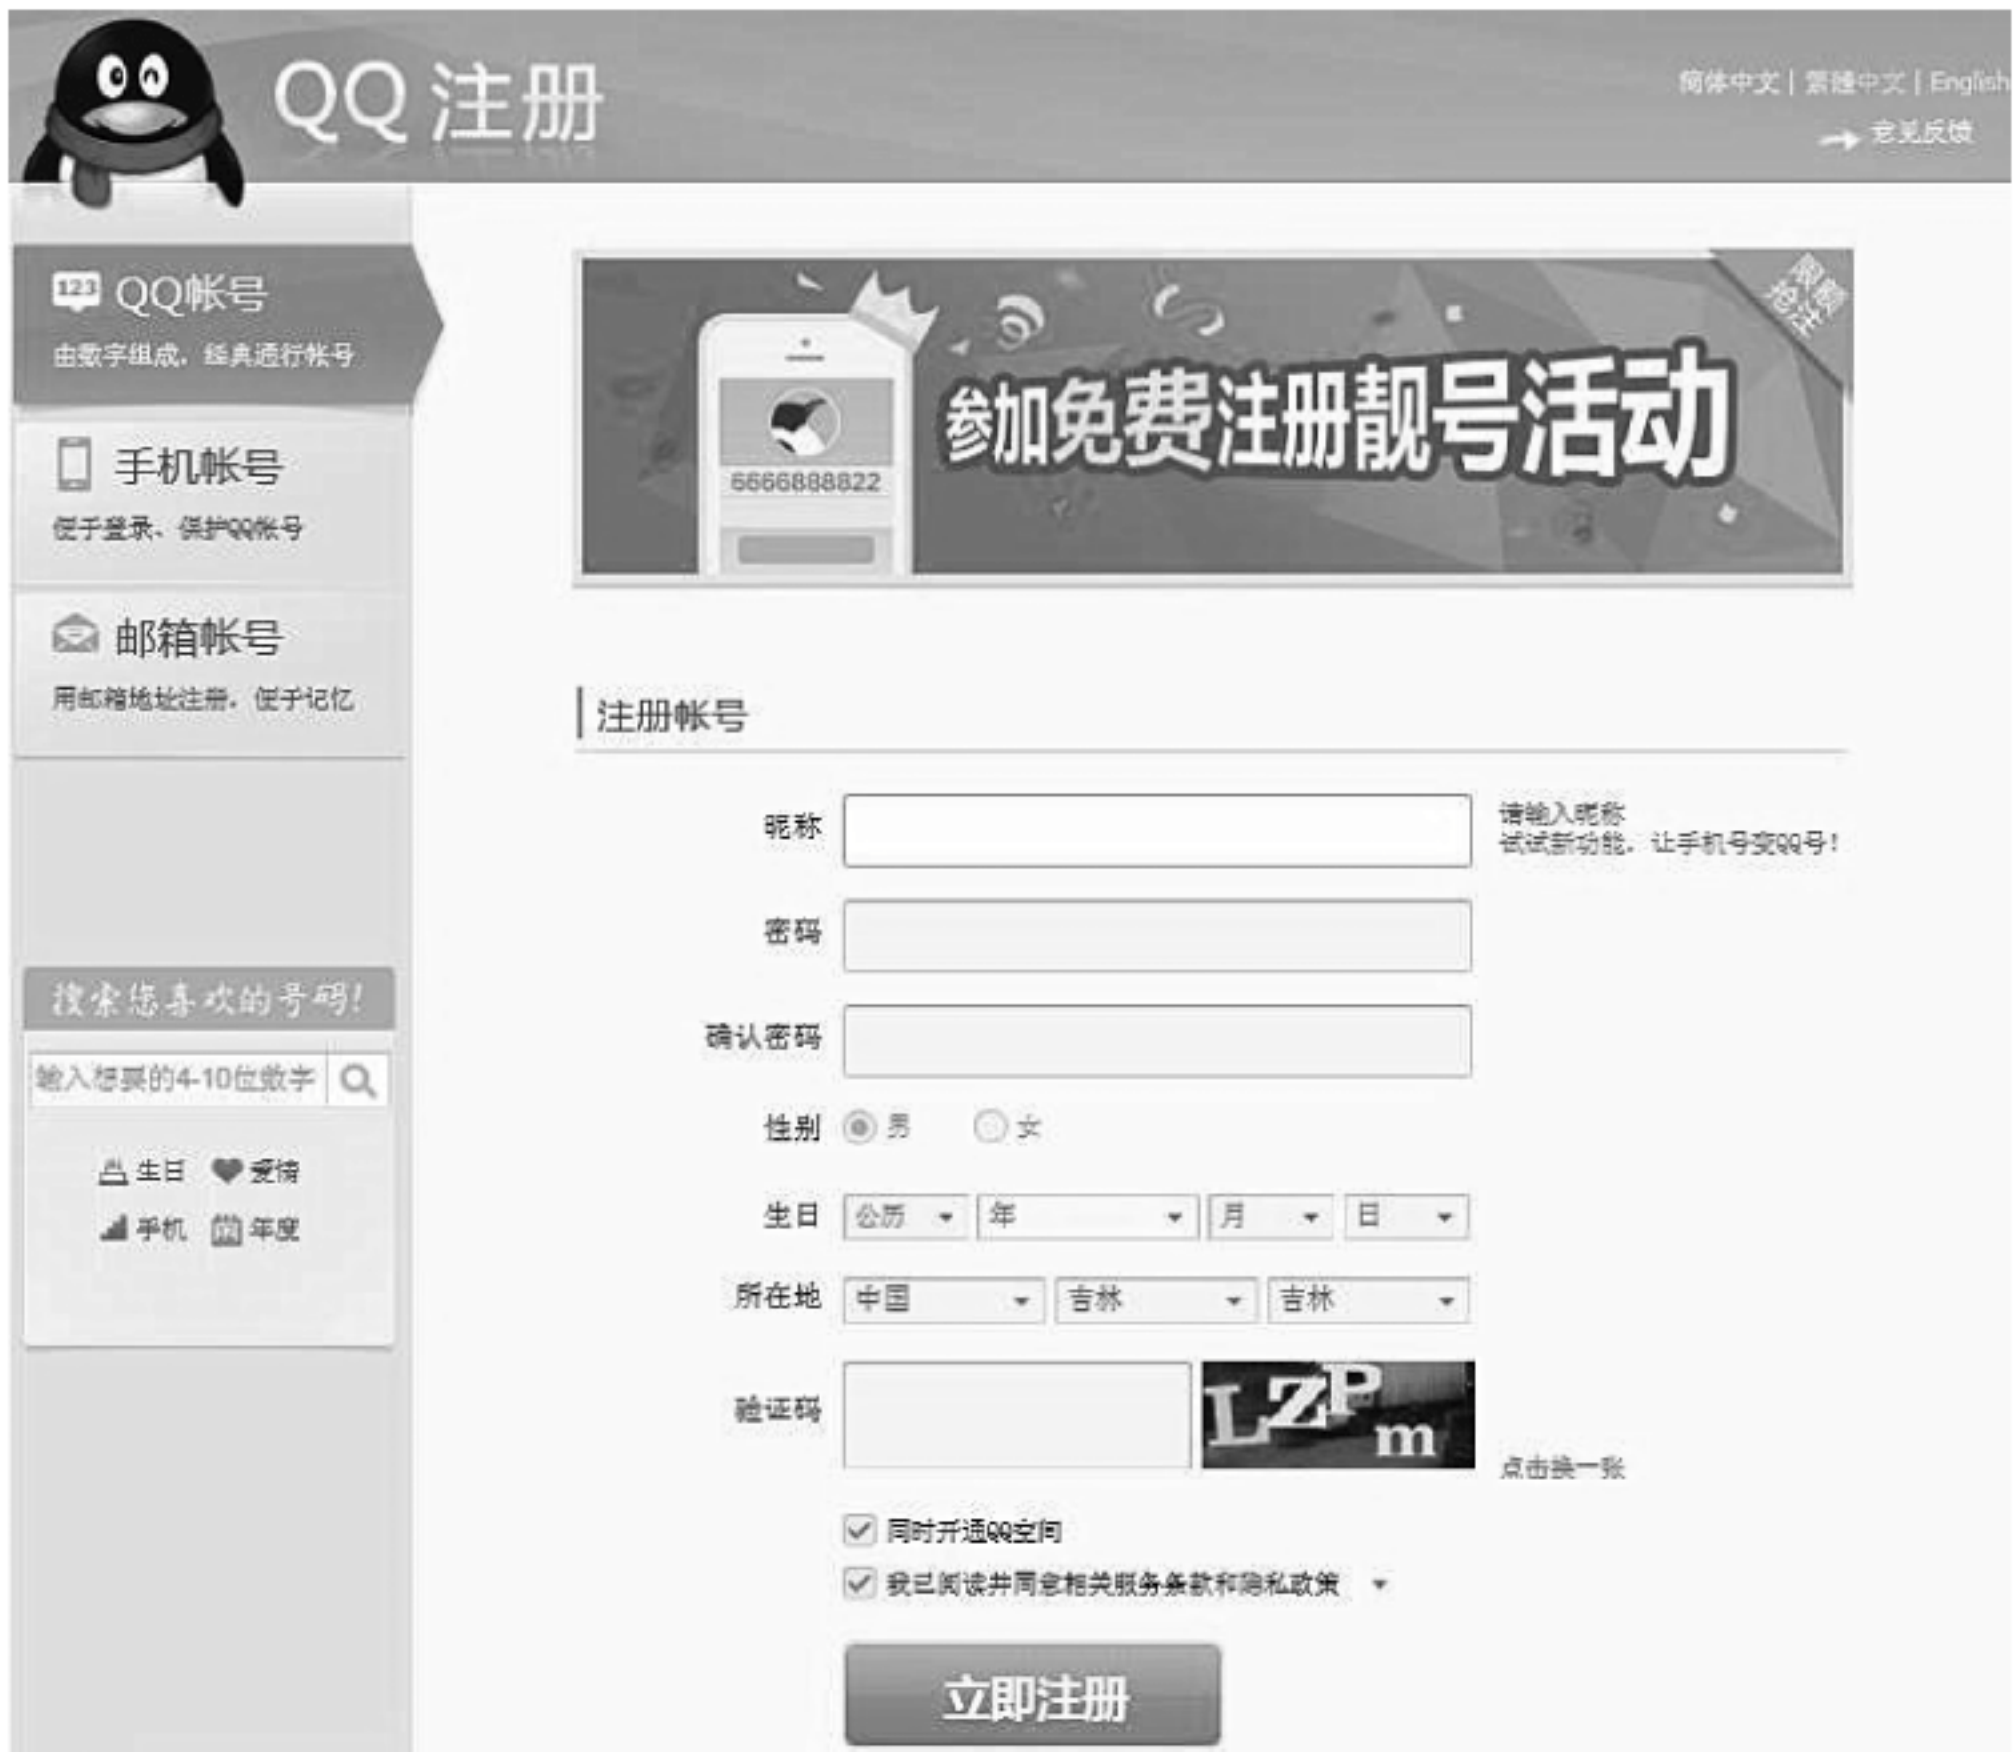 QQ 注册
简体中文 | 繁體中文 | English
意见反馈
123 QQ帐号
由数字组成，经典通行帐号
手机帐号
便于登录、保护QQ帐号
邮箱帐号
用邮箱地址注册，便于记忆
搜索您喜欢的号码！
输入想要的4-10位数字
生日 爱情
手机 12 年度
限额
抢注
参加免费注册靓号活动
6666888822
注册帐号
昵称
请输入昵称
试试新功能，让手机号变QQ号！
密码
确认密码
性别 男 女
生日 公历 年 月 日
所在地 中国 吉林 吉林
验证码 LZPm
点击换一张
同时开通QQ空间
我已阅读并同意相关服务条款和隐私政策
立即注册